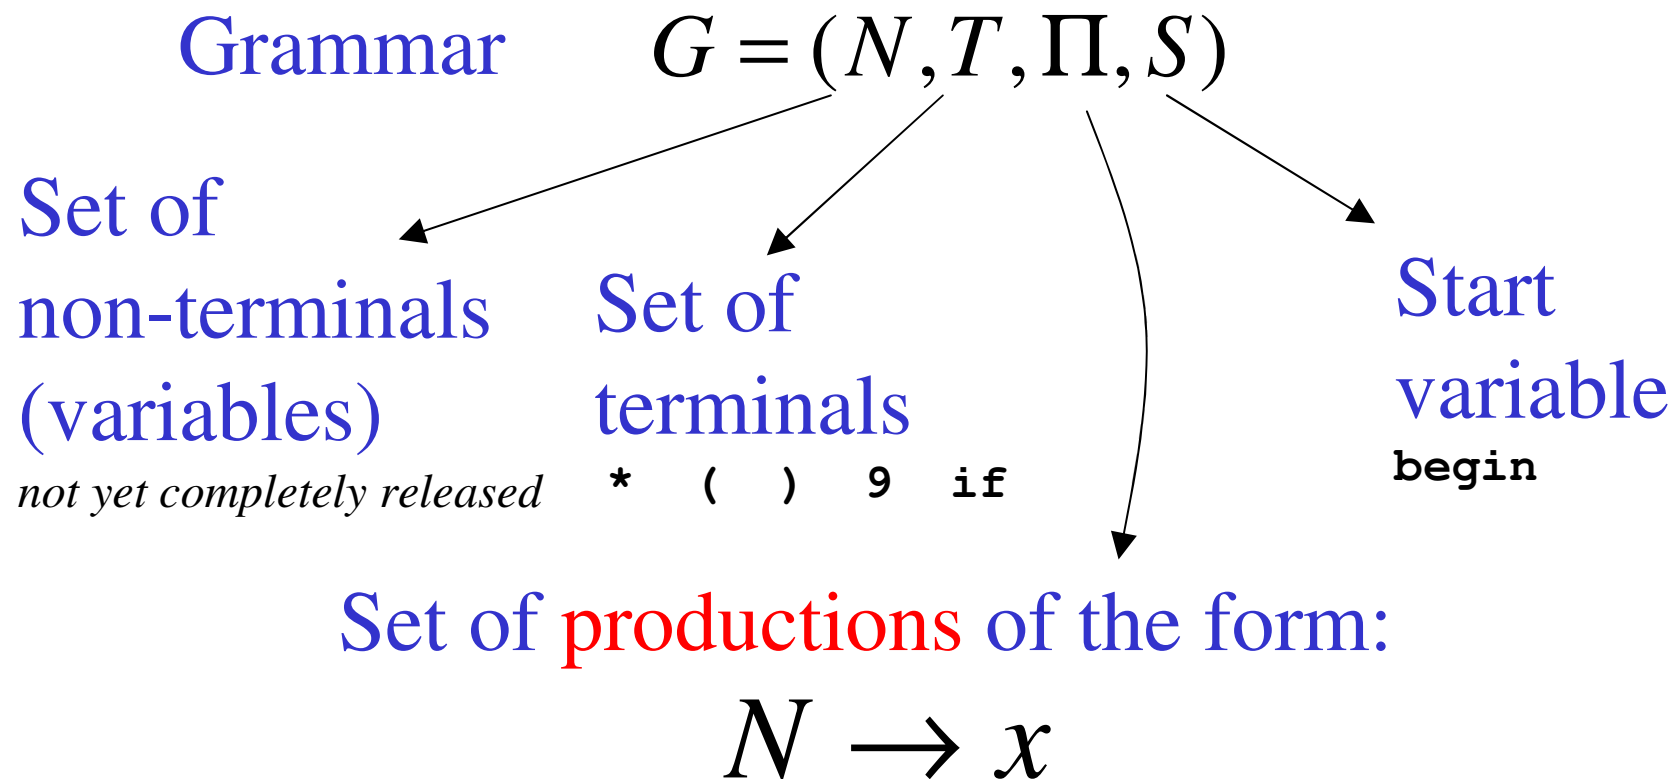 Grammar G = (N,T,Π,S)
Set of
non-terminals
(variables)
not yet completely released
Set of
terminals
* ( ) 9 if
Start
variable
begin
Set of productions of the form:
N → x